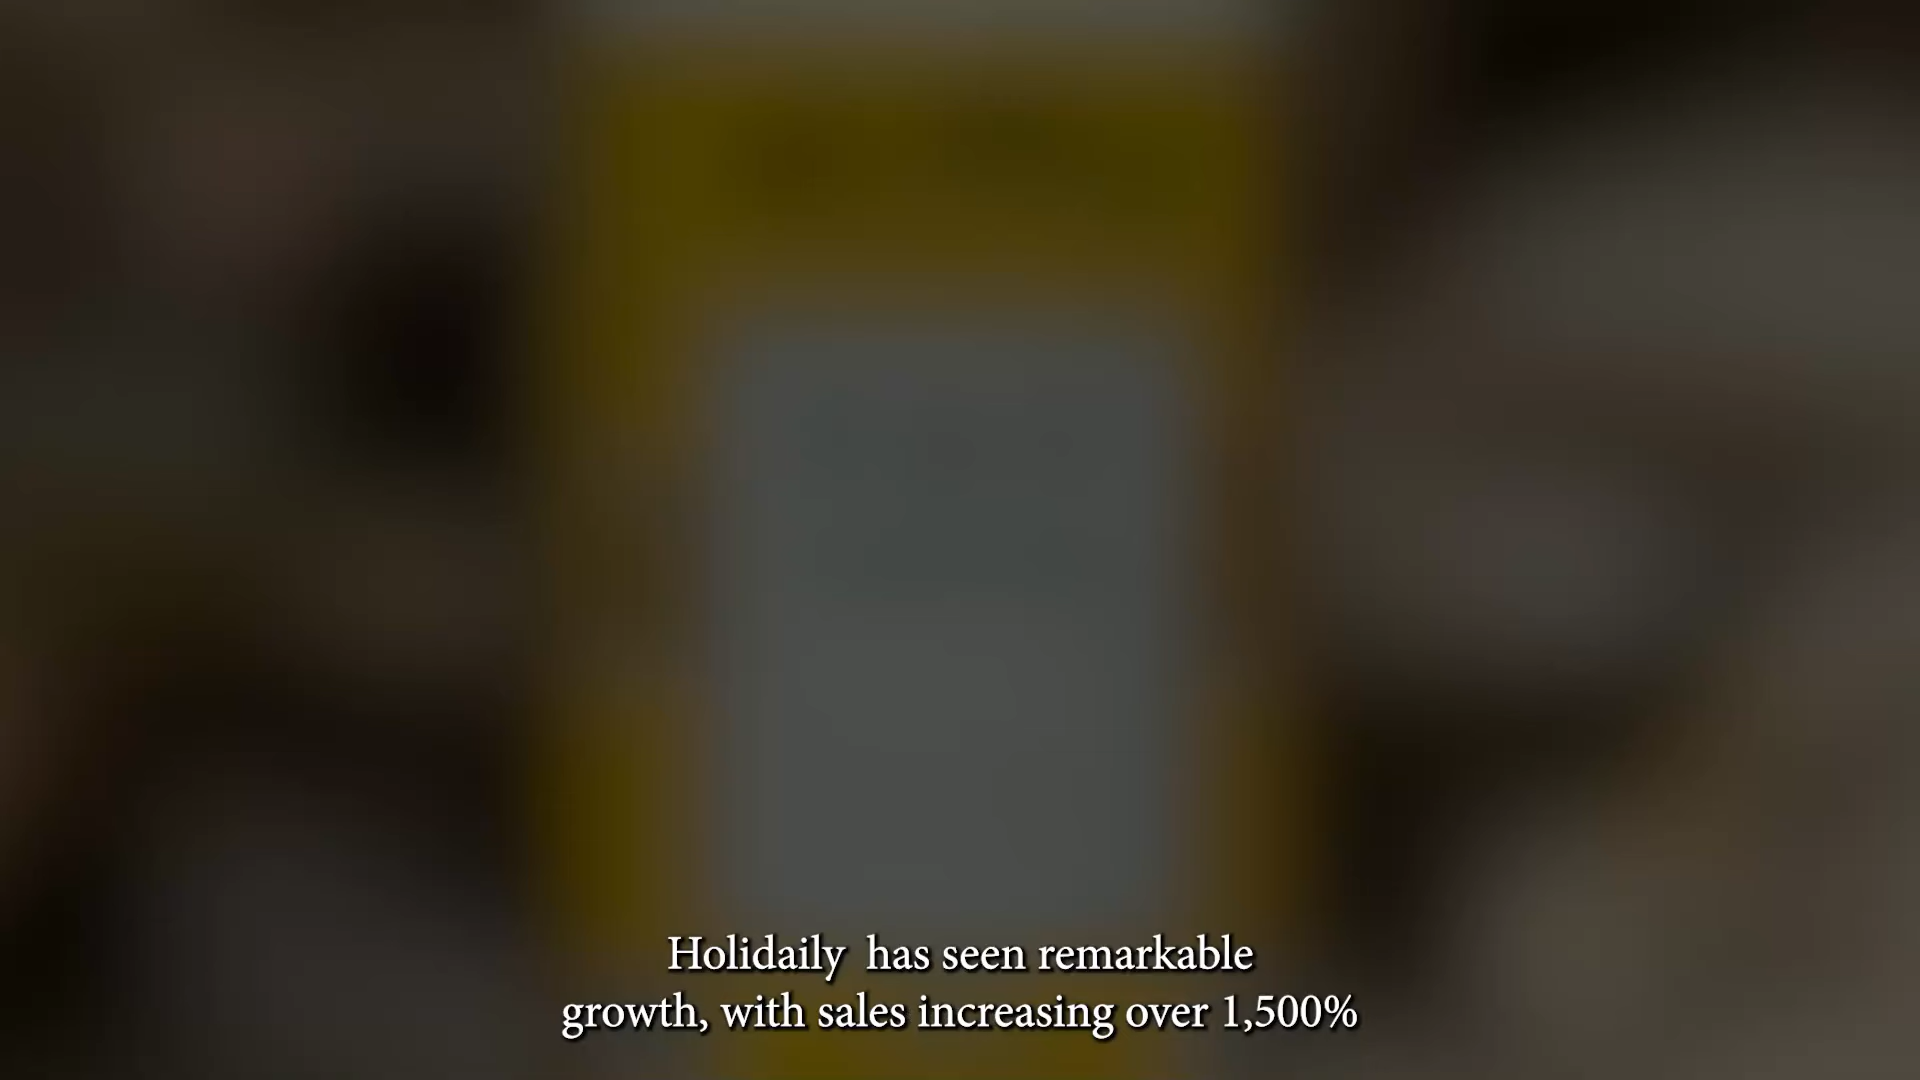 Holidaily has seen remarkable
growth, with sales increasing over 1,500%